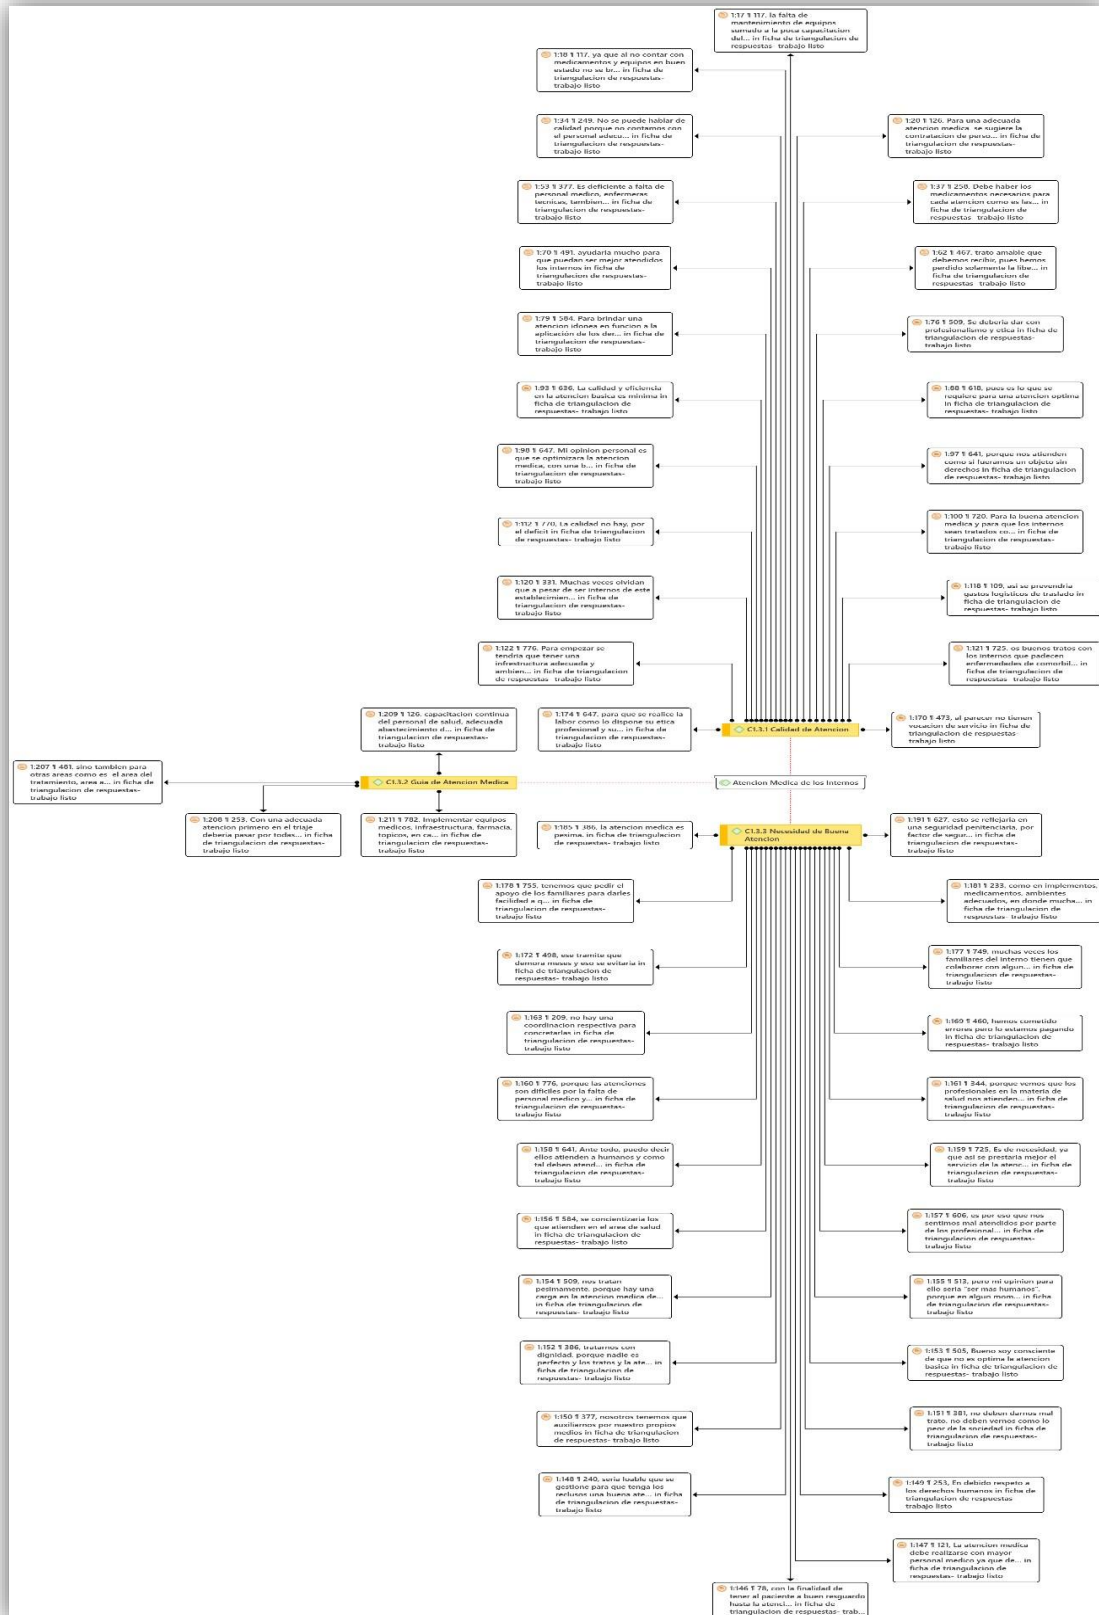 1:17 ¶ 117, la falta de
mantenimiento de equipos
sumado a la poca capacitacion
del... in ficha de
triangulacion de respuestas-
trabajo listo
1:18 ¶ 117, ya que al no contar con
medicamentos y equipos en buen
estado no se br... in ficha de
triangulacion de respuestas-
trabajo listo
1:34 ¶ 249, No se puede hablar de
calidad porque no contamos con
el personal adecu... in ficha de
triangulacion de respuestas-
trabajo listo
1:20 ¶ 126, Para una adecuada
atencion medica, se sugiere la
contratacion de perso... in ficha de
triangulacion de respuestas-
trabajo listo
1:53 ¶ 377, Es deficiente a falta de
personal medico, enfermeras
tecnicas, tambien... in ficha de
triangulacion de respuestas-
trabajo listo
1:37 ¶ 258, Debe haber los
medicamentos necesarios para
cada atencion como es las... in
ficha de triangulacion de
respuestas- trabajo listo
1:70 ¶ 491, ayudaria mucho para
que puedan ser mejor atendidos
los internos in ficha de
triangulacion de respuestas-
trabajo listo
1:62 ¶ 467, trato amable que
debemos recibir, pues hemos
perdido solamente la libe... in
ficha de triangulacion de
respuestas- trabajo listo
1:79 ¶ 584, Para brindar una
atencion idonea en funcion a la
aplicación de los der... in ficha de
triangulacion de respuestas-
trabajo listo
1:76 ¶ 509, Se deberia dar con
profesionalismo y etica in ficha de
triangulacion de respuestas-
trabajo listo
1:93 ¶ 636, La calidad y eficiencia
en la atencion basica es minima in
ficha de triangulacion de
respuestas- trabajo listo
1:88 ¶ 618, pues es lo que se
requiere para una atencion optima
in ficha de triangulacion de
respuestas- trabajo listo
1:98 ¶ 647, Mi opinion personal es
que se optimizara la atencion
medica, con una b... in ficha de
triangulacion de respuestas-
trabajo listo
1:97 ¶ 641, porque nos atienden
como si fueramos un objeto sin
derechos in ficha de triangulacion
de respuestas- trabajo listo
1:112 ¶ 770, La calidad no hay, por
el deficit in ficha de triangulacion
de respuestas- trabajo listo
1:100 ¶ 720, Para la buena atencion
medica y para que los internos
sean tratados co... in ficha de
triangulacion de respuestas-
trabajo listo
1:120 ¶ 331, Muchas veces olvidan
que a pesar de ser internos de este
establecimien... in ficha de
triangulacion de respuestas-
trabajo listo
1:118 ¶ 109, asi se prevendria
gastos logisticos de traslado in
ficha de triangulacion de
respuestas- trabajo listo
1:122 ¶ 776, Para empezar se
tendria que tener una
infraestructura adecuada y
ambien... in ficha de triangulacion
de respuestas- trabajo listo
1:121 ¶ 725, os buenos tratos con
los internos que padecen
enfermedades de comorbil... in
ficha de triangulacion de
respuestas- trabajo listo
1:209 ¶ 126, capacitacion continua
del personal de salud, adecuada
abastecimiento d... in ficha de
triangulacion de respuestas-
trabajo listo
1:174 ¶ 647, para que se realice la
labor como lo dispone su etica
profesional y su... in ficha de
triangulacion de respuestas-
trabajo listo
C1.3.1 Calidad de Atencion
1:170 ¶ 473, al parecer no tienen
vocacion de servicio in ficha de
triangulacion de respuestas-
trabajo listo
1:207 ¶ 481, sino tambien para
otras areas como es el area del
tratamiento, area a... in ficha de
triangulacion de respuestas-
trabajo listo
C1.3.2 Guia de Atencion Medica
Atencion Medica de los Internos
1:208 ¶ 253, Con una adecuada
atencion primero en el triaje
deberia pasar por todas... in ficha
de triangulacion de respuestas-
trabajo listo
1:211 ¶ 782, Implementar equipos
medicos, infraestructura, farmacia,
topicos, en ca... in ficha de
triangulacion de respuestas-
trabajo listo
1:185 ¶ 386, la atencion medica es
pesima, in ficha de triangulacion
de respuestas- trabajo listo
C1.3.3 Necesidad de Buena
Atencion
1:191 ¶ 627, esto se reflejaria en
una seguridad penitenciaria, por
factor de segur... in ficha de
triangulacion de respuestas-
trabajo listo
1:178 ¶ 755, tenemos que pedir el
apoyo de los familiares para darles
facilidad a q... in ficha de
triangulacion de respuestas-
trabajo listo
1:181 ¶ 233, como en implementos,
medicamentos, ambientes
adecuados, en donde mucha... in
ficha de triangulacion de
respuestas- trabajo listo
1:172 ¶ 498, ese tramite que
demora meses y eso se evitaria in
ficha de triangulacion de
respuestas- trabajo listo
1:177 ¶ 749, muchas veces los
familiares del interno tienen que
colaborar con algun... in ficha de
triangulacion de respuestas-
trabajo listo
1:163 ¶ 209, no hay una
coordinacion respectiva para
concretarlas in ficha de
triangulacion de respuestas-
trabajo listo
1:169 ¶ 460, hemos cometido
errores pero lo estamos pagando
in ficha de triangulacion de
respuestas- trabajo listo
1:160 ¶ 776, porque las atenciones
son dificiles por la falta de
personal medico y... in ficha de
triangulacion de respuestas-
trabajo listo
1:161 ¶ 344, porque vemos que los
profesionales en la materia de
salud nos atienden... in ficha de
triangulacion de respuestas-
trabajo listo
1:158 ¶ 641, Ante todo, puedo decir
ellos atienden a humanos y como
tal deben atend... in ficha de
triangulacion de respuestas-
trabajo listo
1:159 ¶ 725, Es de necesidad, ya
que asi se prestaria mejor el
servicio de la atenc... in ficha de
triangulacion de respuestas-
trabajo listo
1:156 ¶ 584, se concientizaria los
que atienden en el area de salud
in ficha de triangulacion de
respuestas- trabajo listo
1:157 ¶ 606, es por eso que nos
sentimos mal atendidos por parte
de los profesional... in ficha de
triangulacion de respuestas-
trabajo listo
1:154 ¶ 509, nos tratan
pesimamente, porque hay una
carga en la atencion medica de...
in ficha de triangulacion de
respuestas- trabajo listo
1:155 ¶ 513, pero mi opinion para
ello seria "ser mas humanos",
porque en algun mom... in ficha
de triangulacion de respuestas-
trabajo listo
1:152 ¶ 386, tratarnos con
dignidad, porque nadie es
perfecto y los tratos y la ate... in
ficha de triangulacion de
respuestas- trabajo listo
1:153 ¶ 505, Bueno soy consciente
de que no es optima la atencion
basica in ficha de triangulacion de
respuestas- trabajo listo
1:150 ¶ 377, nosotros tenemos que
auxiliarnos por nuestro propios
medios in ficha de triangulacion
de respuestas- trabajo listo
1:151 ¶ 381, no deben darnos mal
trato, no deben vernos como lo
peor de la sociedad in ficha de
triangulacion de respuestas-
trabajo listo
1:148 ¶ 240, seria loable que se
gestione para que tenga los
reclusos una buena ate... in ficha
de triangulacion de respuestas-
trabajo listo
1:149 ¶ 253, En debido respeto a
los derechos humanos in ficha de
triangulacion de respuestas-
trabajo listo
1:147 ¶ 121, La atencion medica
debe realizarse con mayor
personal medico ya que de... in
ficha de triangulacion de
respuestas- trabajo listo
1:146 ¶ 78, con la finalidad de
tener al paciente a buen resguardo
hasta la atenci... in ficha de
triangulacion de respuestas- trab...